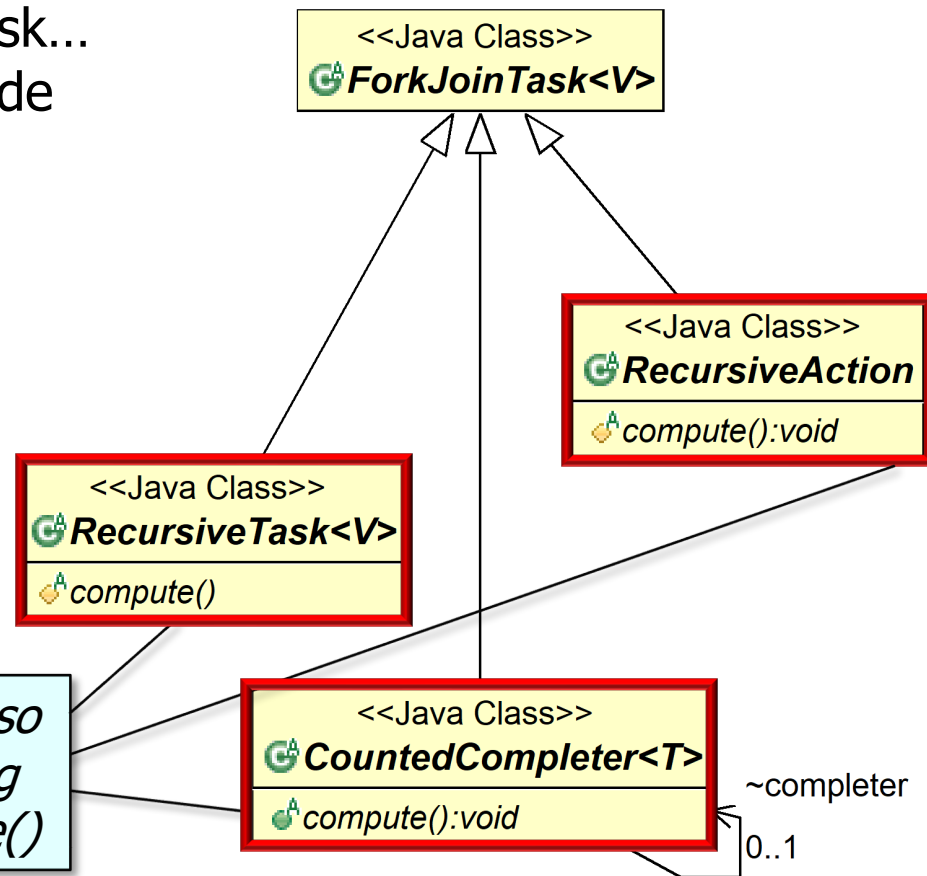 sk...
de
<<Java Class>>
ForkJoinTask<V>
<<Java Class>>
RecursiveAction
compute():void
<<Java Class>>
RecursiveTask<V>
compute()
so
g
e()
<<Java Class>>
CountedCompleter<T>
compute():void
~completer
0..1